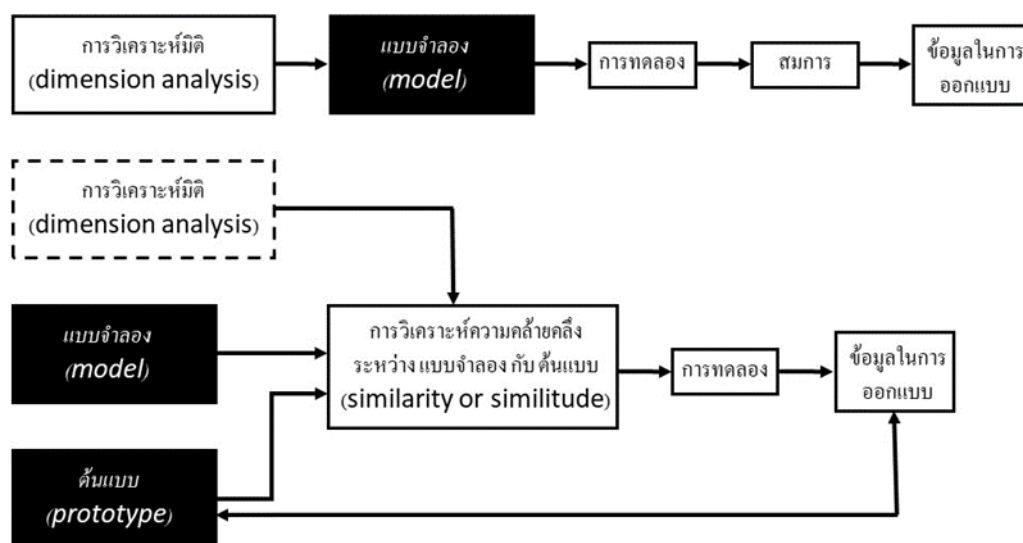 การวิเคราะห์มิติ
(dimension analysis)
แบบจำลอง
(model)
การทดลอง
สมการ
ข้อมูลในการ
ออกแบบ
การวิเคราะห์มิติ
(dimension analysis)
แบบจำลอง
(model)
การวิเคราะห์ความคล้ายคลึง
ระหว่าง แบบจำลอง กับ ต้นแบบ
(similarity or similitude)
การทดลอง
ข้อมูลในการ
ออกแบบ
ต้นแบบ
(prototype)